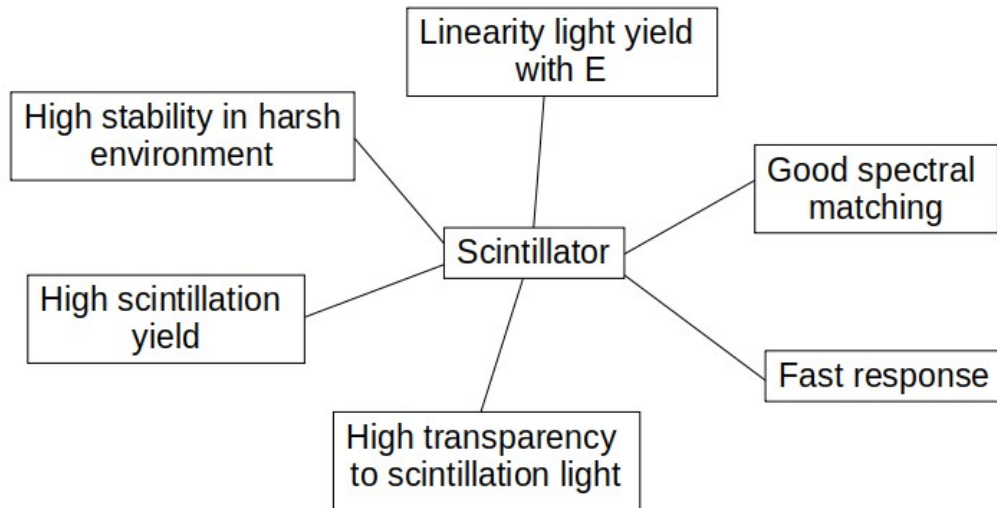 Linearity light yield
with E
High stability in harsh
environment
Good spectral
matching
Scintillator
High scintillation
yield
Fast response
High transparency
to scintillation light